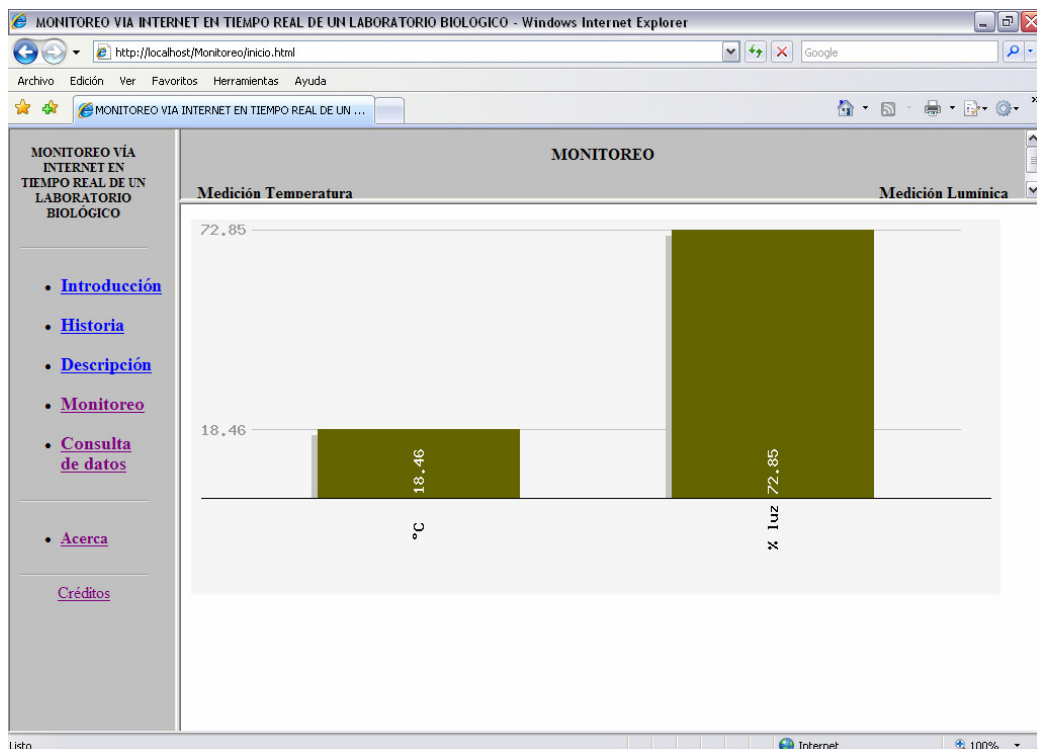 MONITOREO VIA INTERNET EN TIEMPO REAL DE UN LABORATORIO BIOLOGICO - Windows Internet Explorer
http://localhost/Monitoreo/inicio.html
Google
Archivo Edición Ver Favoritos Herramientas Ayuda
MONITOREO VIA INTERNET EN TIEMPO REAL DE UN ...
MONITOREO VÍA
INTERNET EN
TIEMPO REAL DE UN
LABORATORIO
BIOLÓGICO
Introducción
Historia
Descripción
Monitoreo
Consulta
de datos
Acerca
Créditos
MONITOREO
Medición Temperatura Medición Lumínica
72.85
18.46
18.46
72.85
°C
% luz
Listo Internet 100%